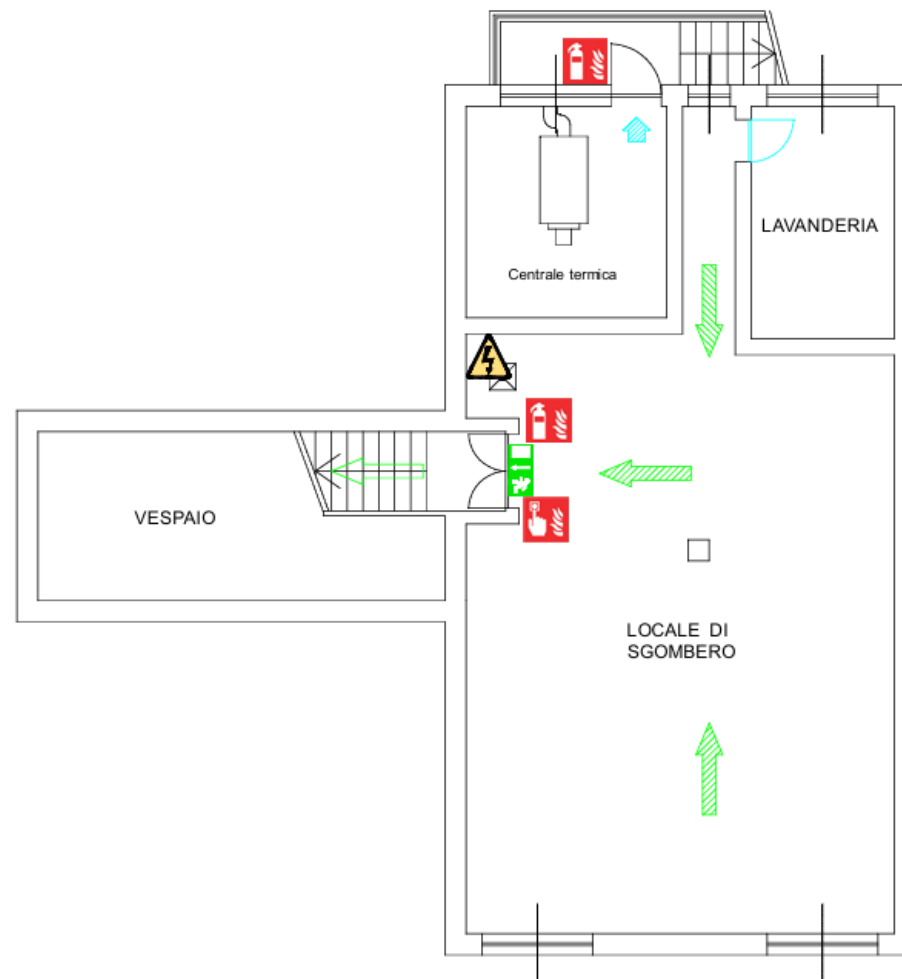 LAVANDERIA
Centrale termica
VESPAIO
LOCALE DI
SGOMBERO